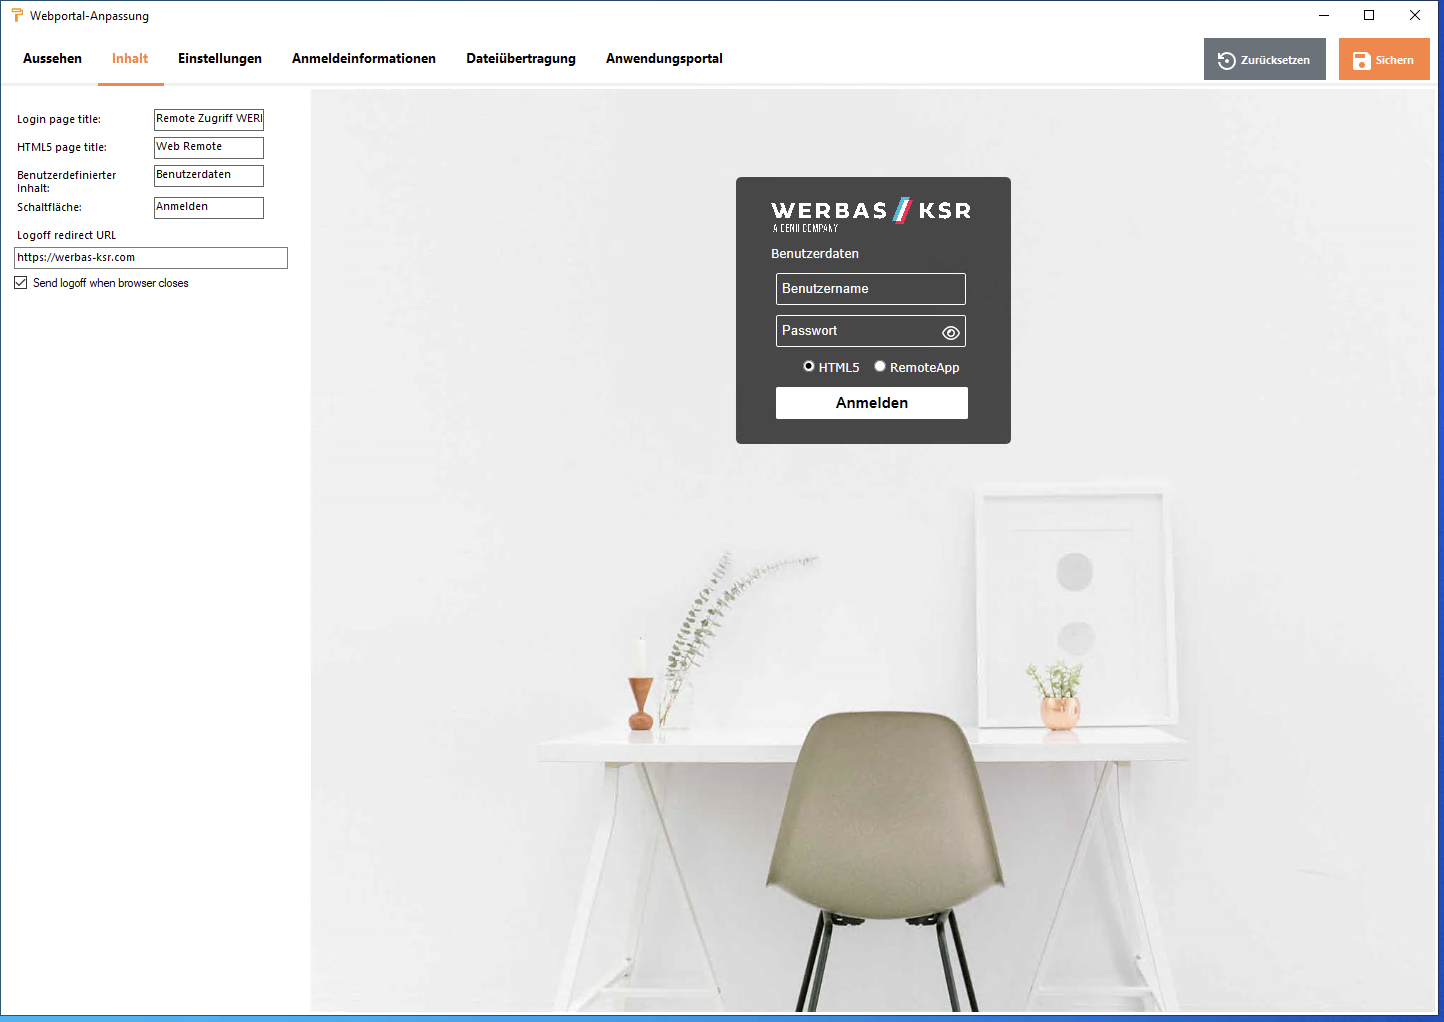 Webportal-Anpassung
Aussehen Inhalt Einstellungen Anmeldeinformationen Dateiübertragung Anwendungsportal Zurücksetzen Sichern
Login page title: Remote Zugriff WER
HTML5 page title: Web Remote
Benutzerdefinierter Inhalt: Benutzerdaten
Schaltfläche: Anmelden
Logoff redirect URL
https://werbas-ksr.com
Send logoff when browser closes
WERBAS KSR
A CENIT COMPANY
Benutzerdaten
Benutzername
Passwort
HTML5 RemoteApp
Anmelden